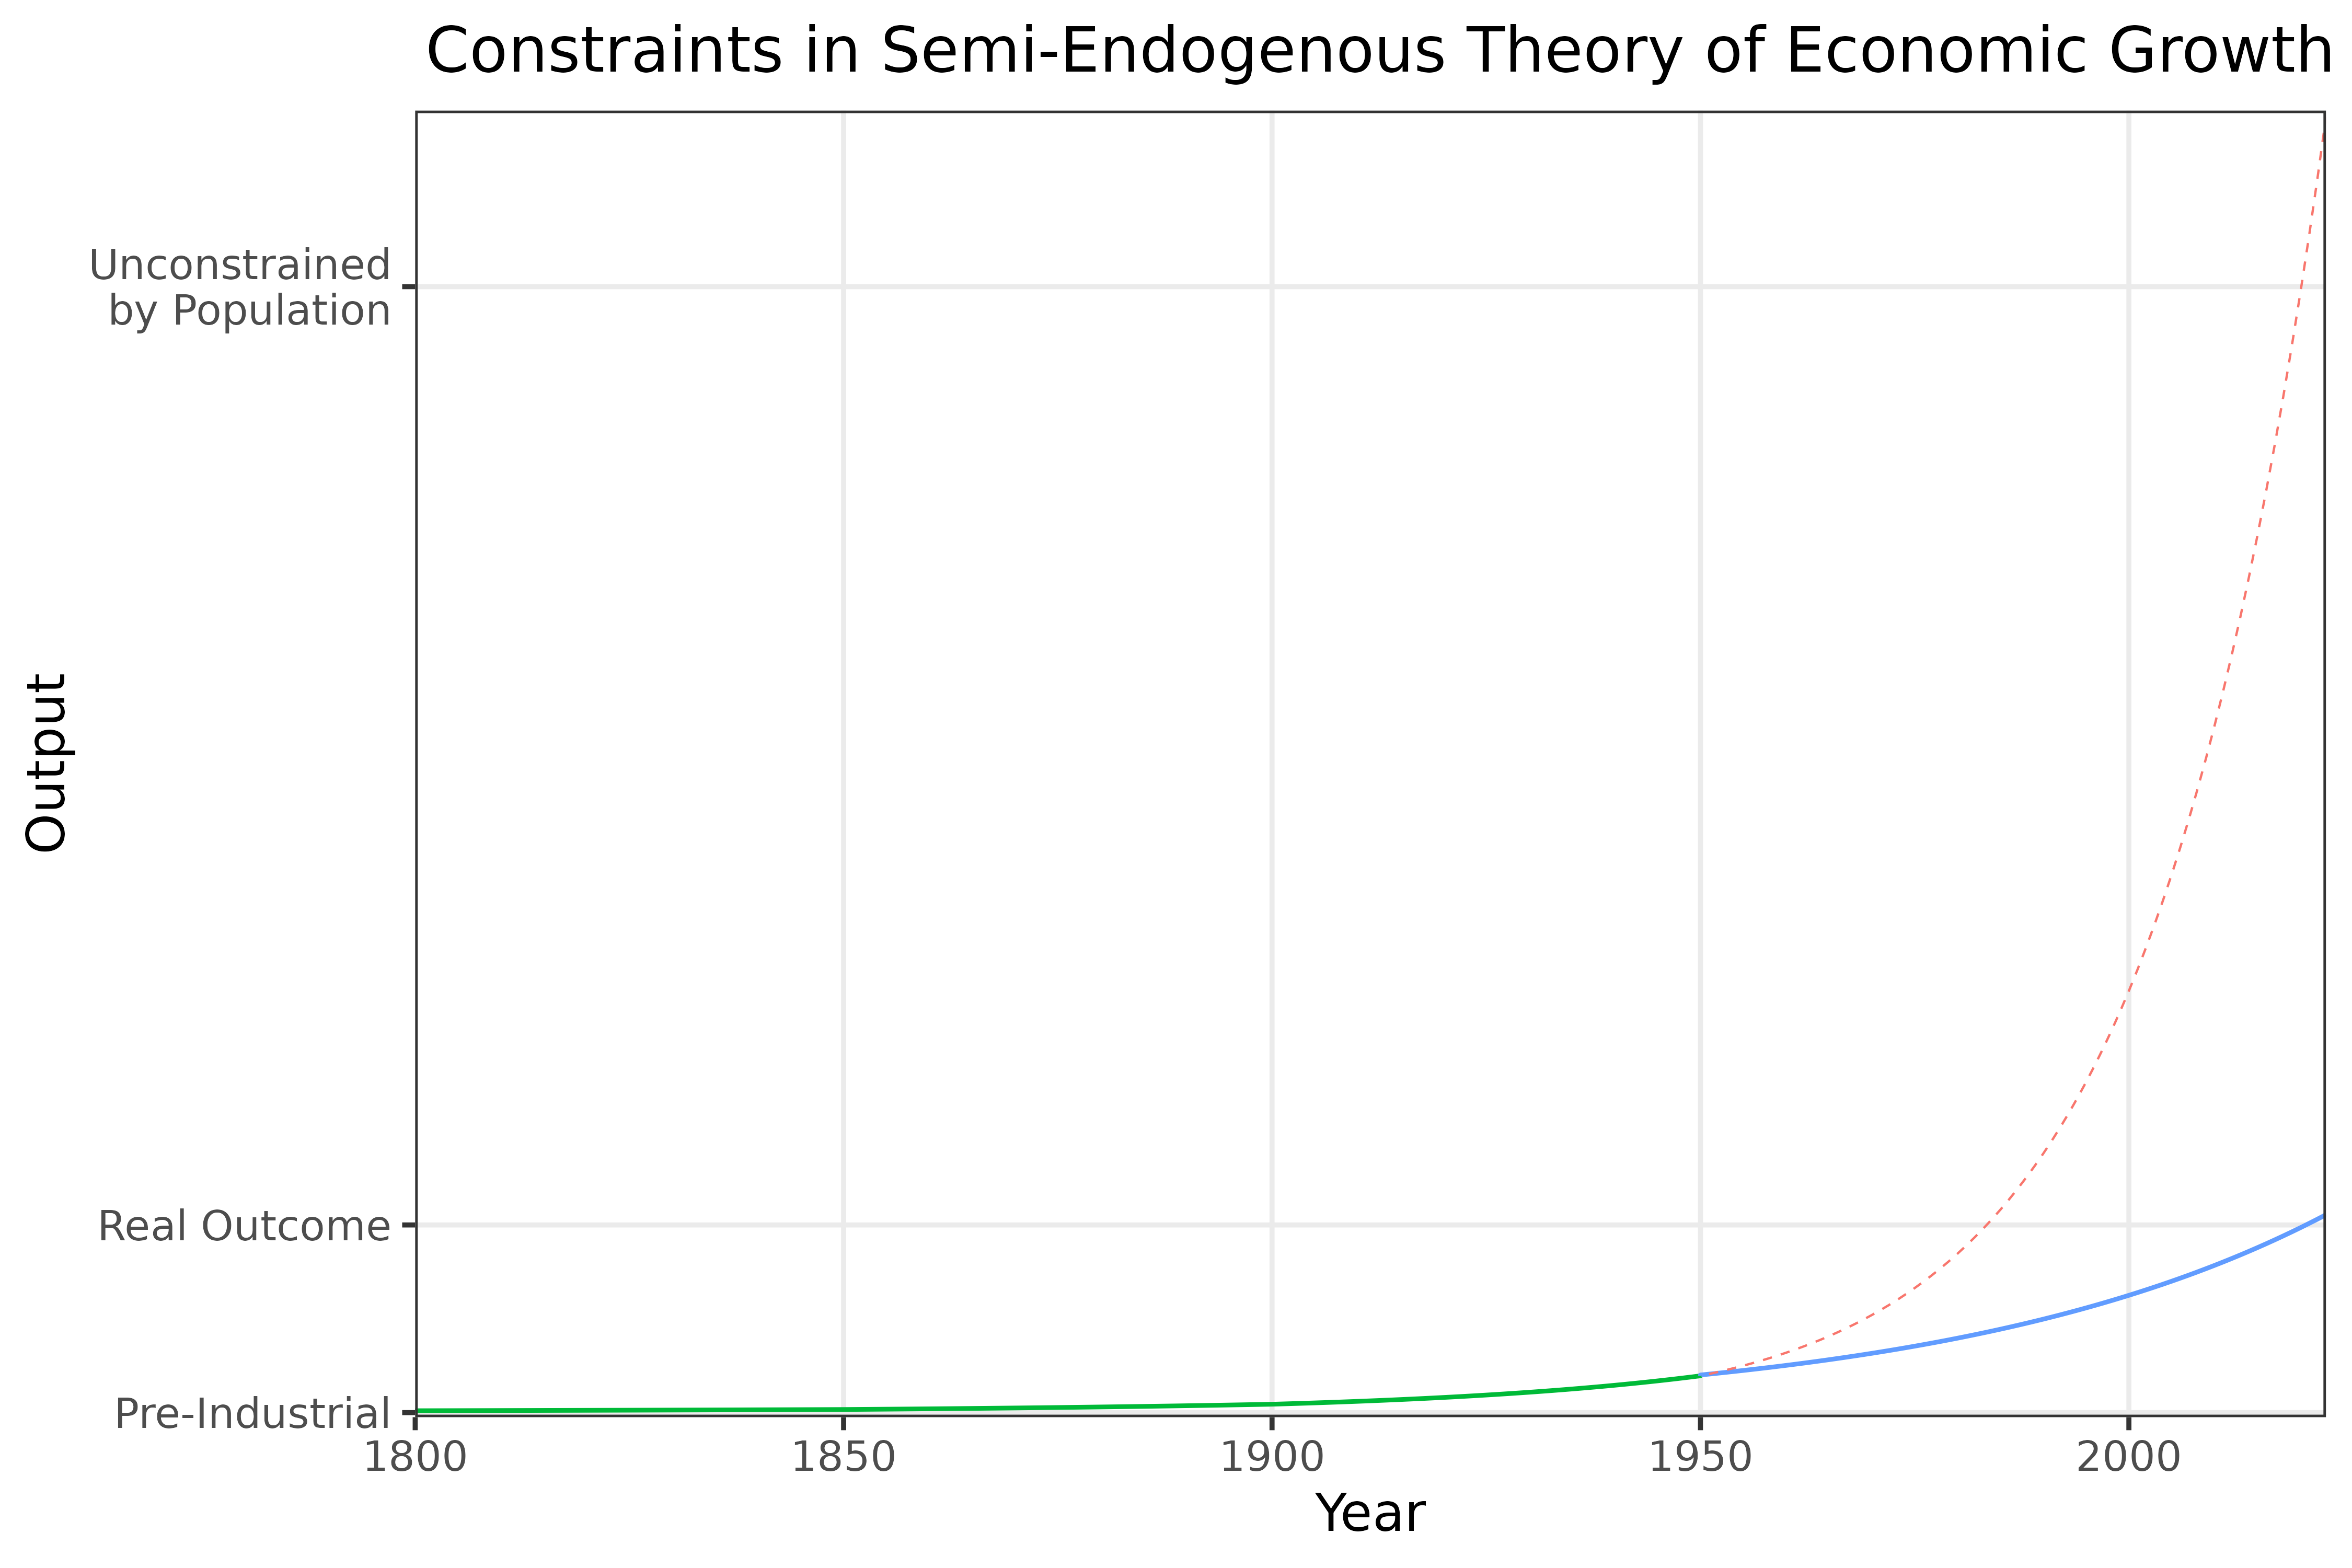 Constraints in Semi-Endogenous Theory of Economic Growth
Unconstrained
by Population
Output
Real Outcome
Pre-Industrial
1800 1850 1900 1950 2000
Year